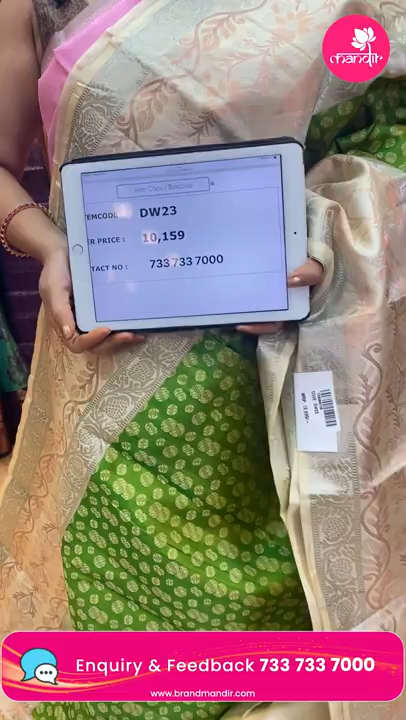 mandir
Item Code / Barcode
TEMCODE
DW23
ER PRICE :
10,159
TACT NO :
733 733 7000
Enquiry & Feedback 733 733 7000
www.brandmandir.com